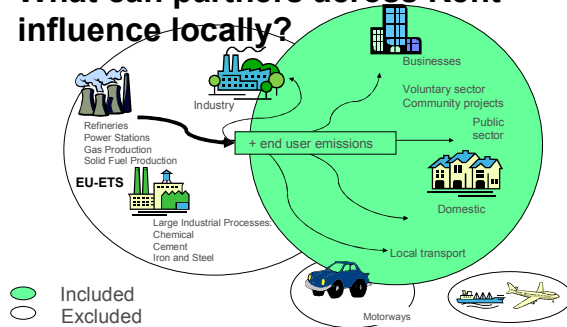 What can partners across Kent
influence locally?
Businesses
Industry
Voluntary sector
Community projects
Refineries
Power Stations
Gas Production
Solid Fuel Production
Public
sector
+ end user emissions
EU-ETS
Domestic
Large Industrial Processes:
Chemical
Cement
Iron and Steel
Local transport
Included
Excluded
Motorways